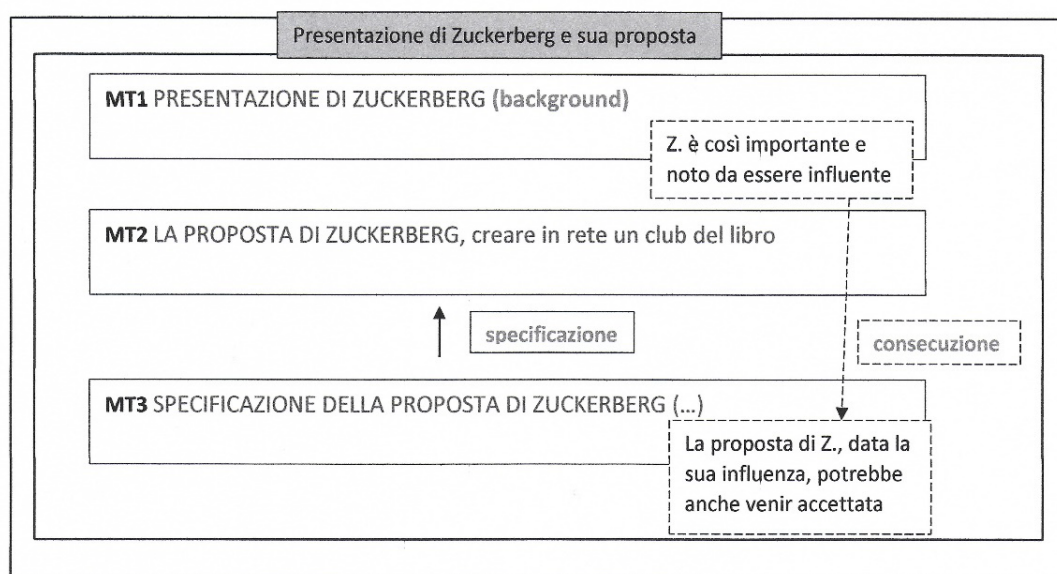 Presentazione di Zuckerberg e sua proposta
MT1 PRESENTAZIONE DI ZUCKERBERG (background)
Z. è così importante e
noto da essere influente
MT2 LA PROPOSTA DI ZUCKERBERG, creare in rete un club del libro
specificazione
consecuzione
MT3 SPECIFICAZIONE DELLA PROPOSTA DI ZUCKERBERG (...)
La proposta di Z., data la
sua influenza, potrebbe
anche venir accettata